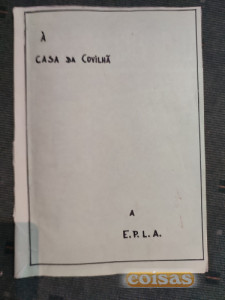 À
CASA DA COVILHÃ
A
E.P.L.A.
coisas